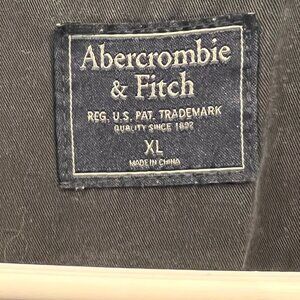 Abercrombie
& Fitch
REG. U.S. PAT. TRADEMARK
QUALITY SINCE 1892
XL
MADE IN CHINA